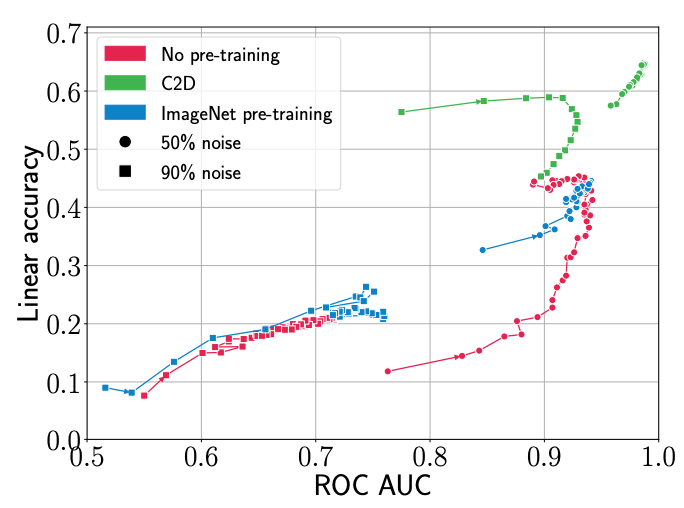 0.7
0.6
0.5
0.4
0.3
0.2
0.1
0.0
Linear accuracy
No pre-training
C2D
ImageNet pre-training
50% noise
90% noise
0.5 0.6 0.7 0.8 0.9 1.0
ROC AUC